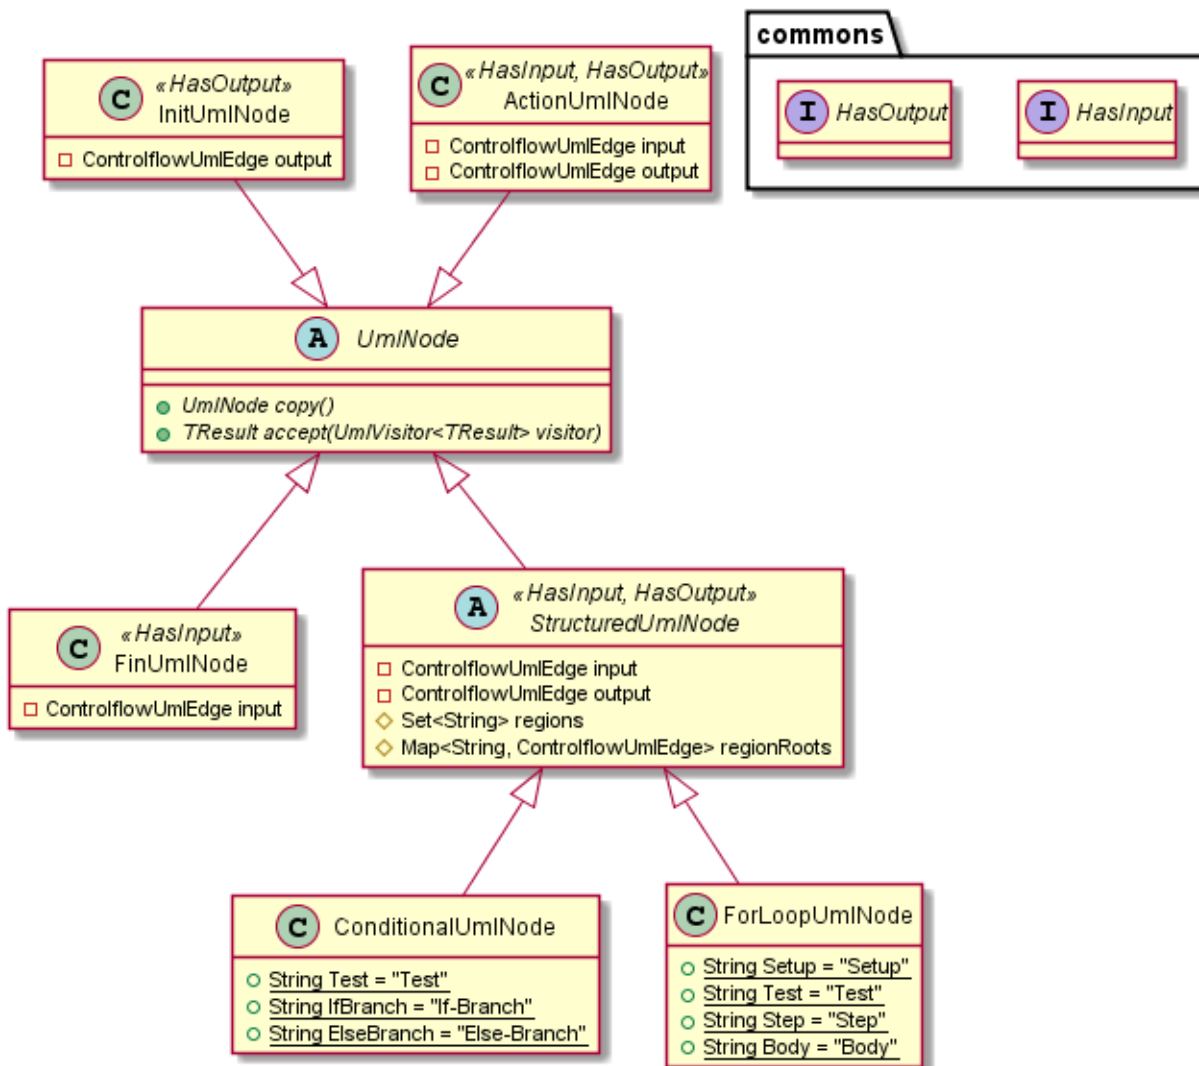 commons
C «HasOutput»
InitUmlNode
ControlflowUmlEdge output
C «HasInput, HasOutput»
ActionUmlNode
ControlflowUmlEdge input
ControlflowUmlEdge output
I HasOutput
I HasInput
A UmlNode
UmlNode copy()
TResult accept(UmlVisitor<TResult> visitor)
C «HasInput»
FinUmlNode
ControlflowUmlEdge input
A «HasInput, HasOutput»
StructuredUmlNode
ControlflowUmlEdge input
ControlflowUmlEdge output
Set<String> regions
Map<String, ControlflowUmlEdge> regionRoots
C ConditionalUmlNode
String Test = "Test"
String IfBranch = "If-Branch"
String ElseBranch = "Else-Branch"
C ForLoopUmlNode
String Setup = "Setup"
String Test = "Test"
String Step = "Step"
String Body = "Body"